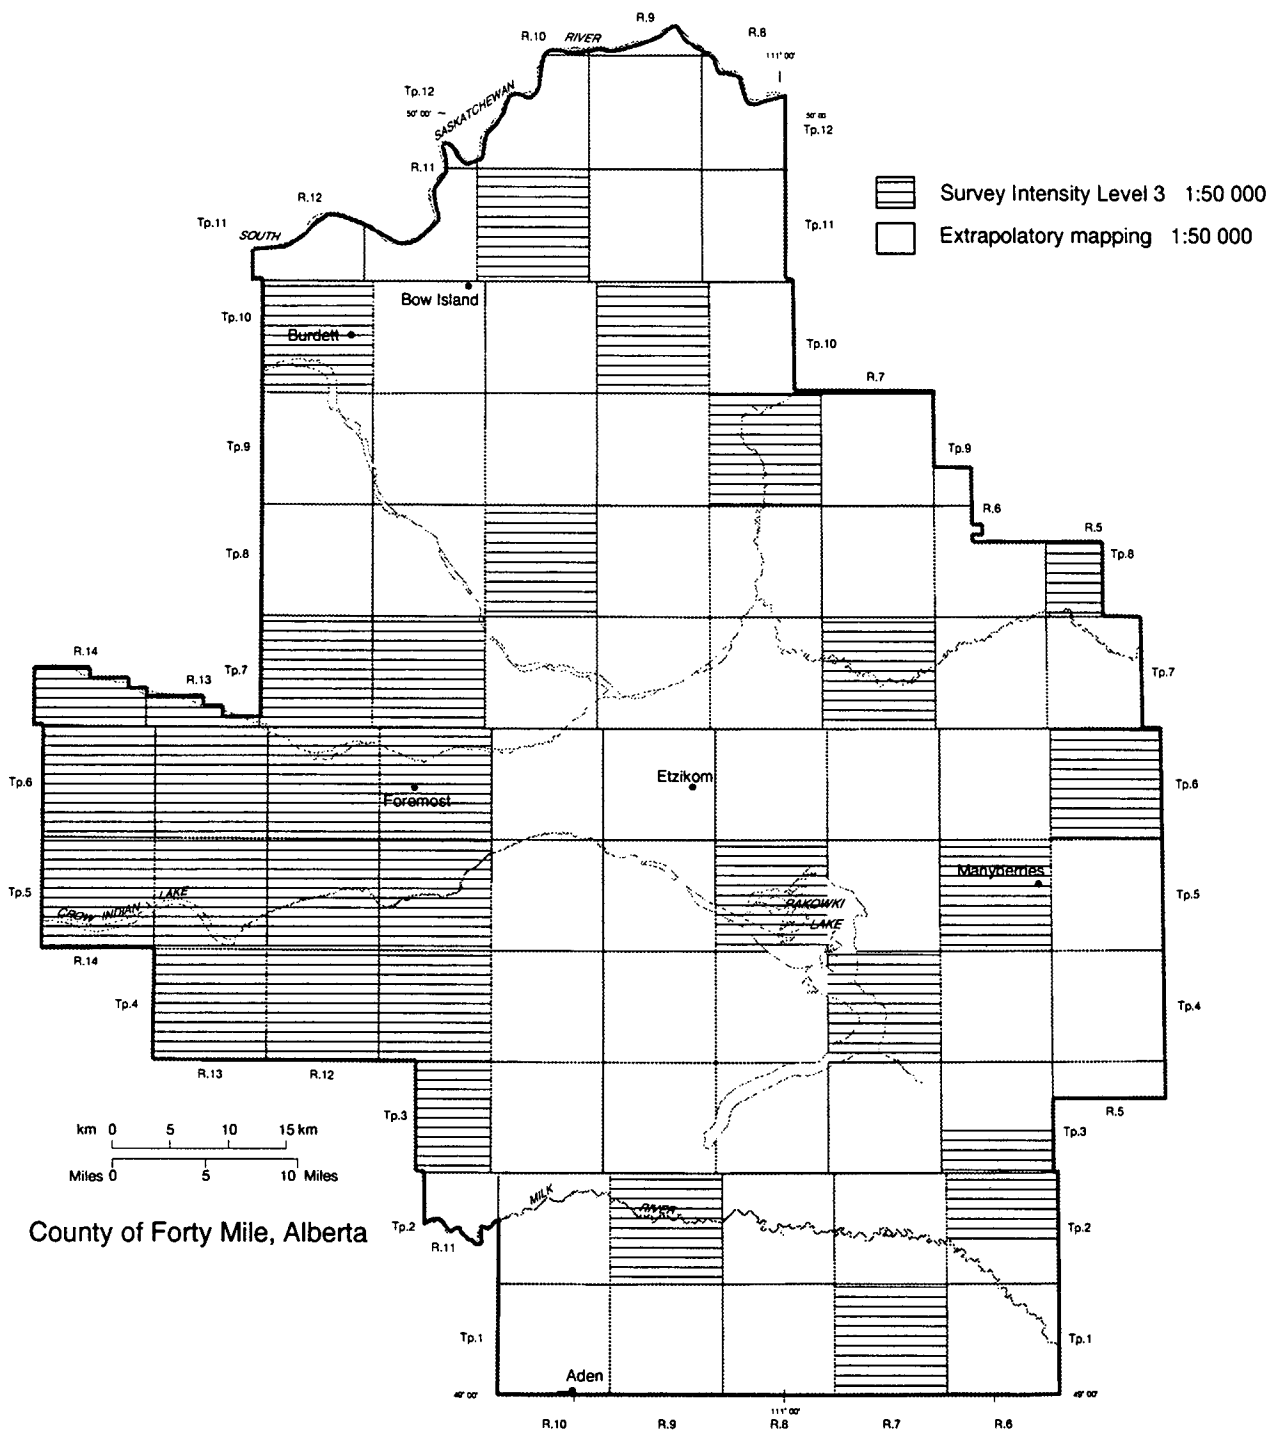 R.9
R.10
RIVER
R.8
111° 00'
Tp.12
50° 00'
SASKATCHEWAN
50° 00
Tp.12
R.11
R.12
Survey Intensity Level 3 1:50 000
Tp.11
SOUTH
Tp.11
Extrapolatory mapping 1:50 000
Bow Island
Tp.10
Burdett
Tp.10
R.7
Tp.9
Tp.9
R.6
R.5
Tp.8
Tp.8
R.14
R.13
Tp.7
Tp.7
Etzikom
Tp.6
Tp.6
Foremost
Manyberries
Tp.5
LAKE
Tp.5
CROW INDIAN
PAKOWKI
LAKE
R.14
Tp.4
Tp.4
R.13
R.12
R.5
Tp.3
km 0 5 10 15 km
Tp.3
Miles 0 5 10 Miles
MILK
RIVER
County of Forty Mile, Alberta
Tp.2
Tp.2
R.11
Tp.1
Tp.1
Aden
49° 00'
49° 00'
111° 00'
R.10
R.9
R.8
R.7
R.6